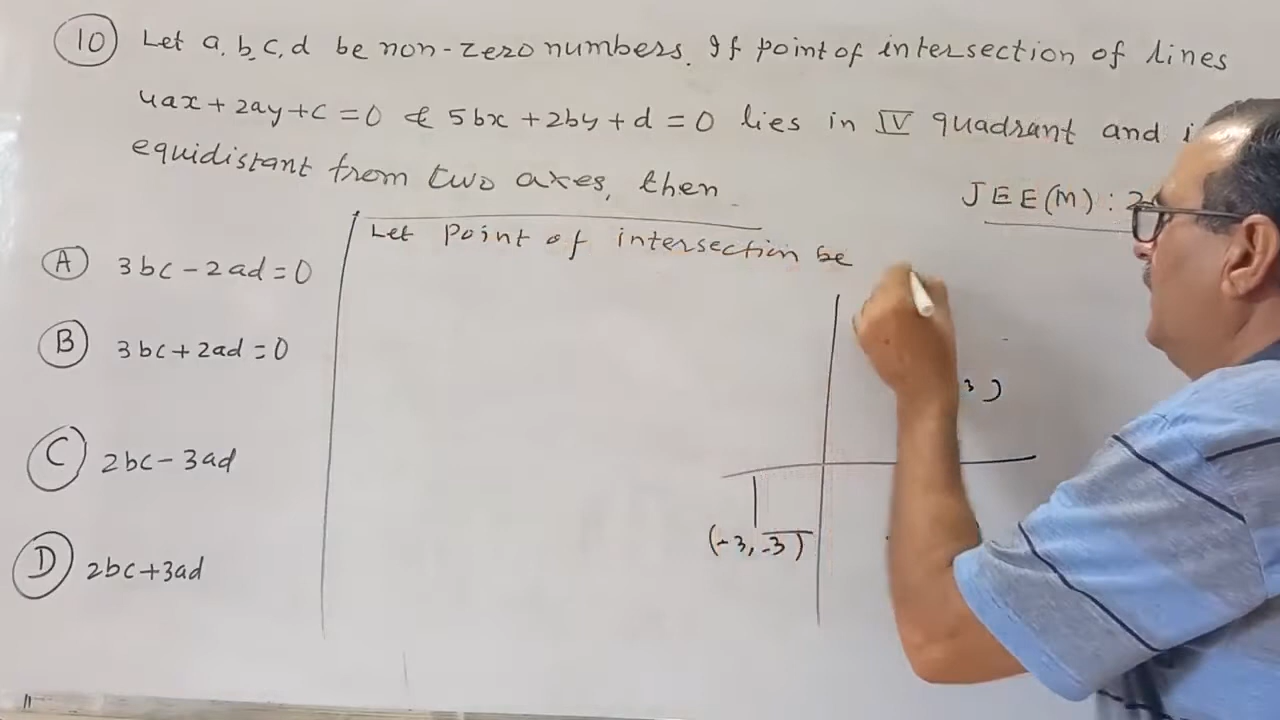 10 Let a, b, c, d be non-zero numbers. If point of intersection of lines
4ax + 2ay + c = 0 & 5bx + 2by + d = 0 lies in IV quadrant and
equidistant from two axes, then
JEE(M) :
Let point of intersection be
A 3bc - 2ad = 0
B 3bc + 2ad = 0
3 )
C 2bc - 3ad
(-3, -3)
D 2bc + 3ad